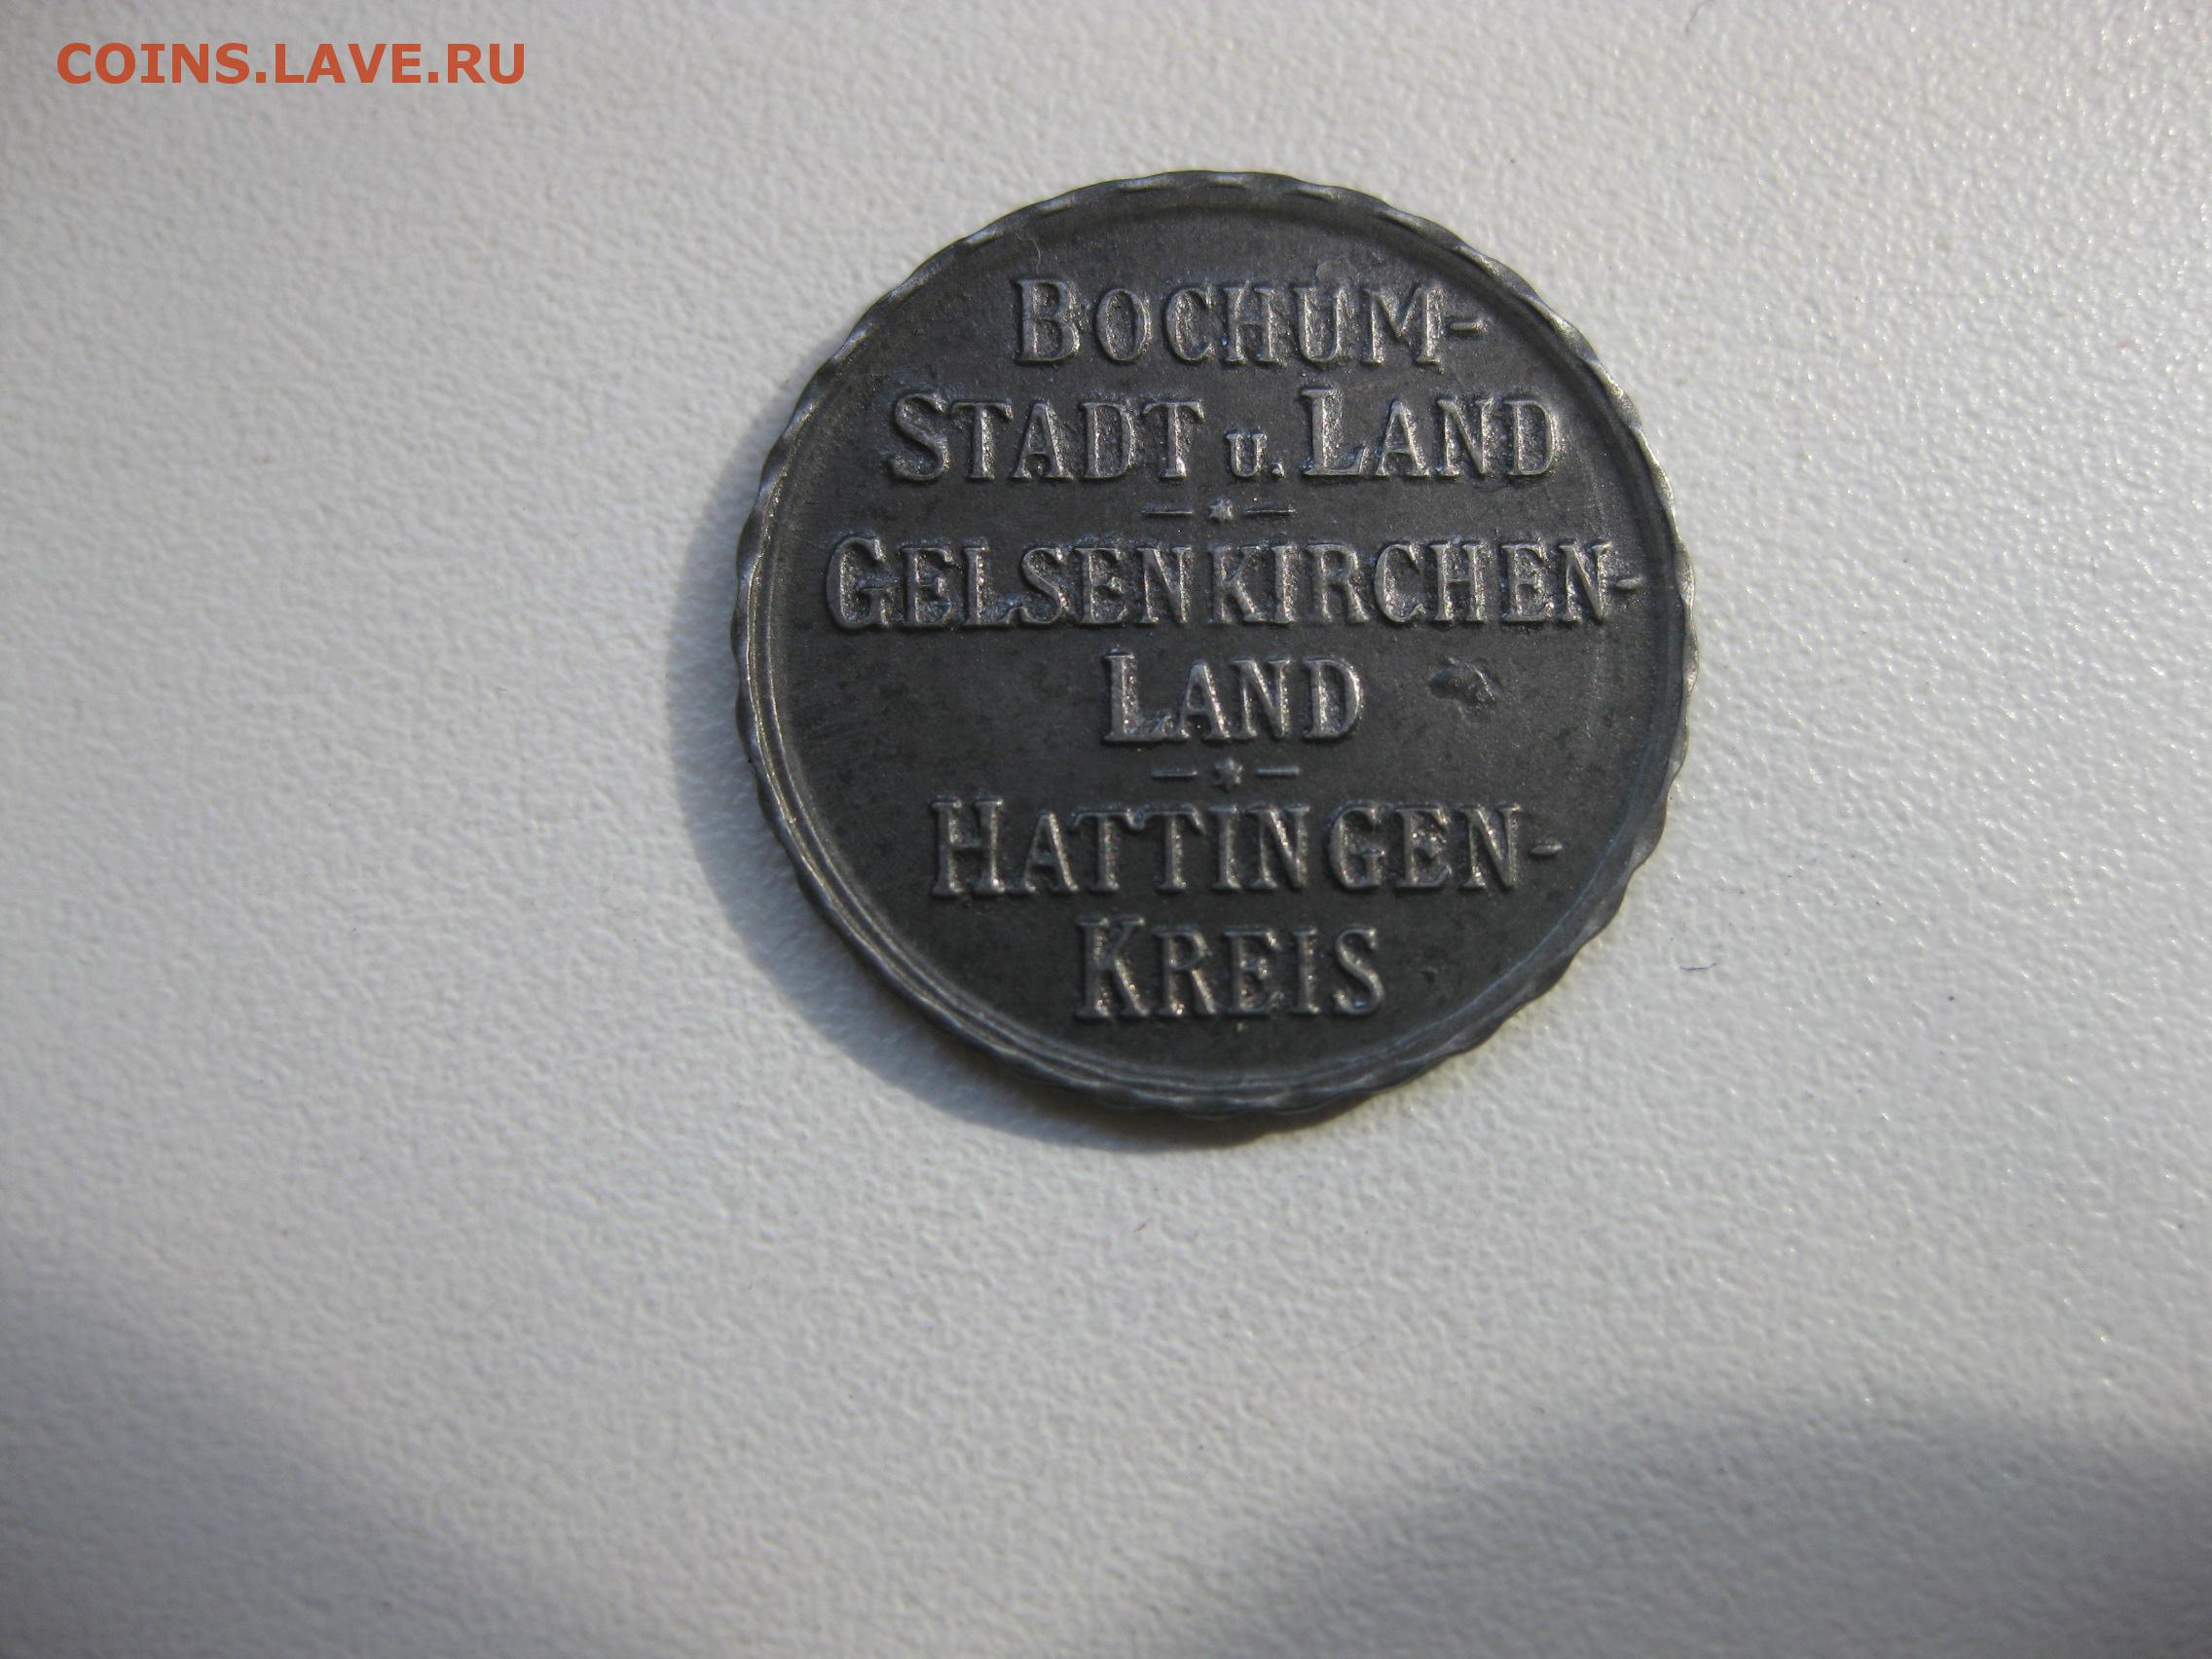 COINS.LAVE.RU
BOCHUM-
STADT u. LAND
GELSENKIRCHEN-
LAND
HATTINGEN-
KREIS